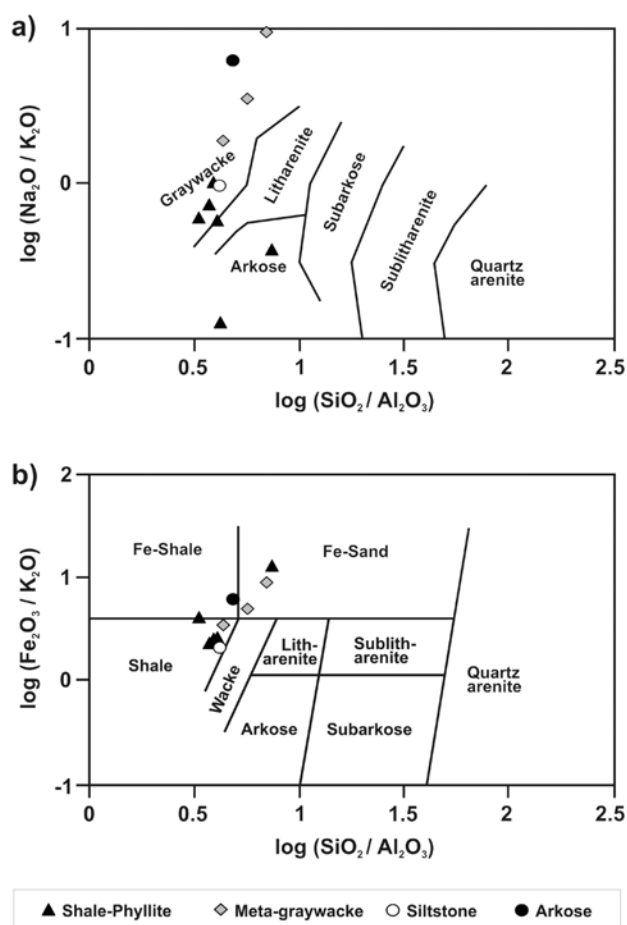 a)
1
0
-1
log (Na₂O / K₂O)
Graywacke
Litharenite
Subarkose
Sublitharenite
Arkose
Quartz
arenite
0
0.5
1
1.5
2
2.5
log (SiO₂ / Al₂O₃)
b)
2
1
0
-1
log (Fe₂O₃ / K₂O)
Fe-Shale
Fe-Sand
Shale
Wacke
Lith-
arenite
Sublith-
arenite
Quartz
arenite
Arkose
Subarkose
0
0.5
1
1.5
2
2.5
log (SiO₂ / Al₂O₃)
Shale-Phyllite Meta-graywacke Siltstone Arkose